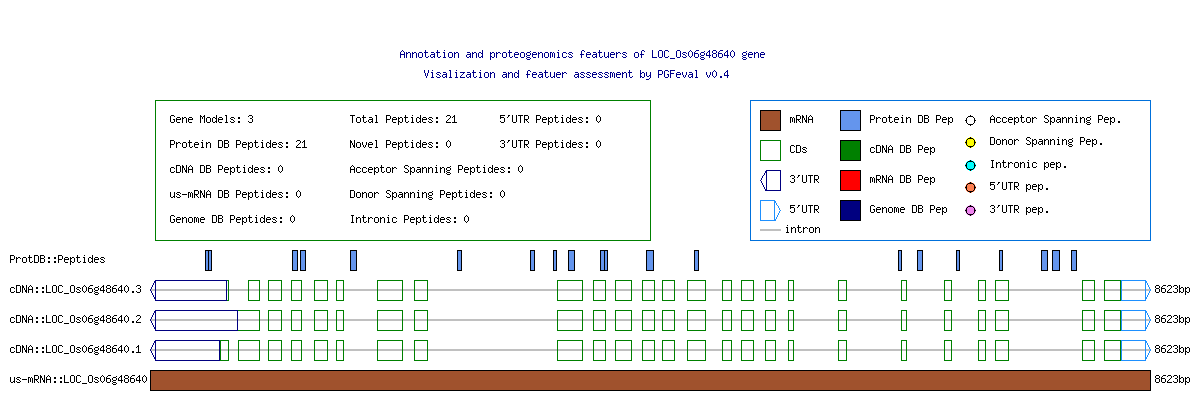 Annotation and proteogenomics featuers of LOC_Os06g48640 gene
Visalization and featuer assessment by PGFeval v0.4
Gene Models: 3 Total Peptides: 21 5'UTR Peptides: 0
Protein DB Peptides: 21 Novel Peptides: 0 3'UTR Peptides: 0
cDNA DB Peptides: 0 Acceptor Spanning Peptides: 0
us-mRNA DB Peptides: 0 Donor Spanning Peptides: 0
Genome DB Peptides: 0 Intronic Peptides: 0
mRNA Protein DB Pep Acceptor Spanning Pep.
CDs cDNA DB Pep Donor Spanning Pep.
3'UTR mRNA DB Pep Intronic pep.
5'UTR Genome DB Pep 5'UTR pep.
3'UTR pep.
intron
ProtDB::Peptides
cDNA::LOC_Os06g48640.3 8623bp
cDNA::LOC_Os06g48640.2 8623bp
cDNA::LOC_Os06g48640.1 8623bp
us-mRNA::LOC_Os06g48640 8623bp